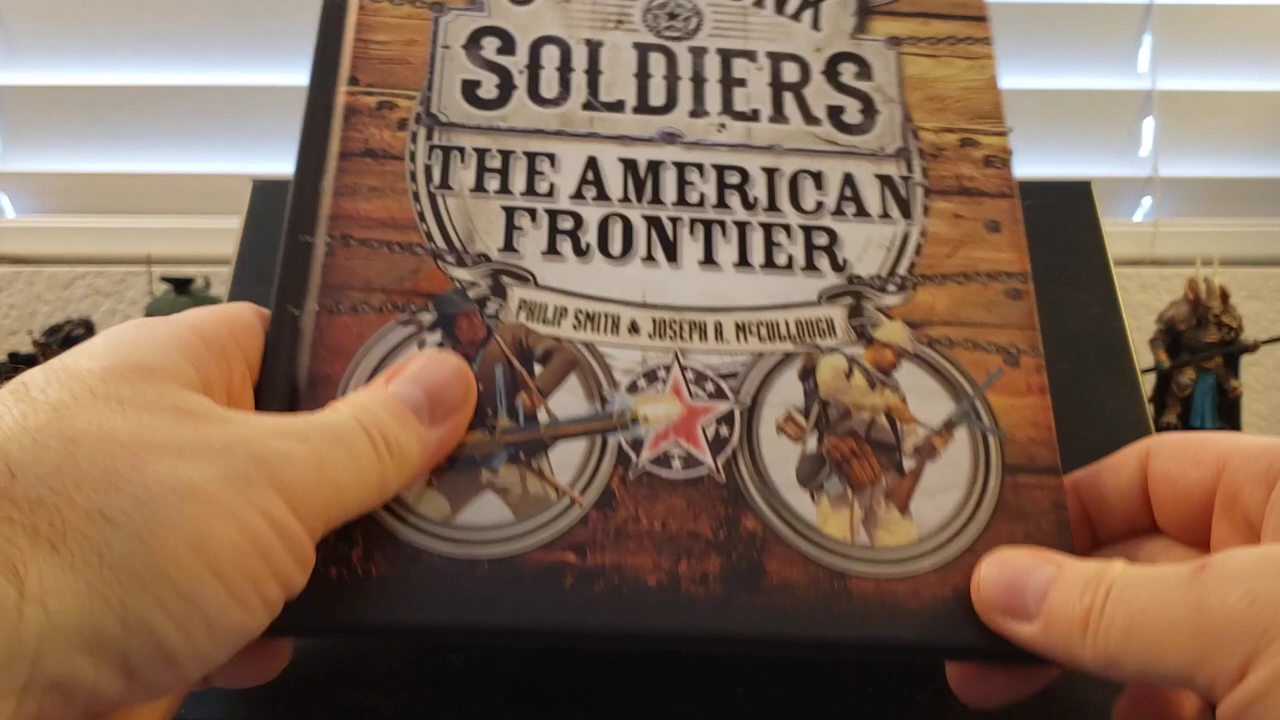 SOLDIERS
THE AMERICAN
FRONTIER
PHILIP SMITH & JOSEPH A. McCULLOUGH